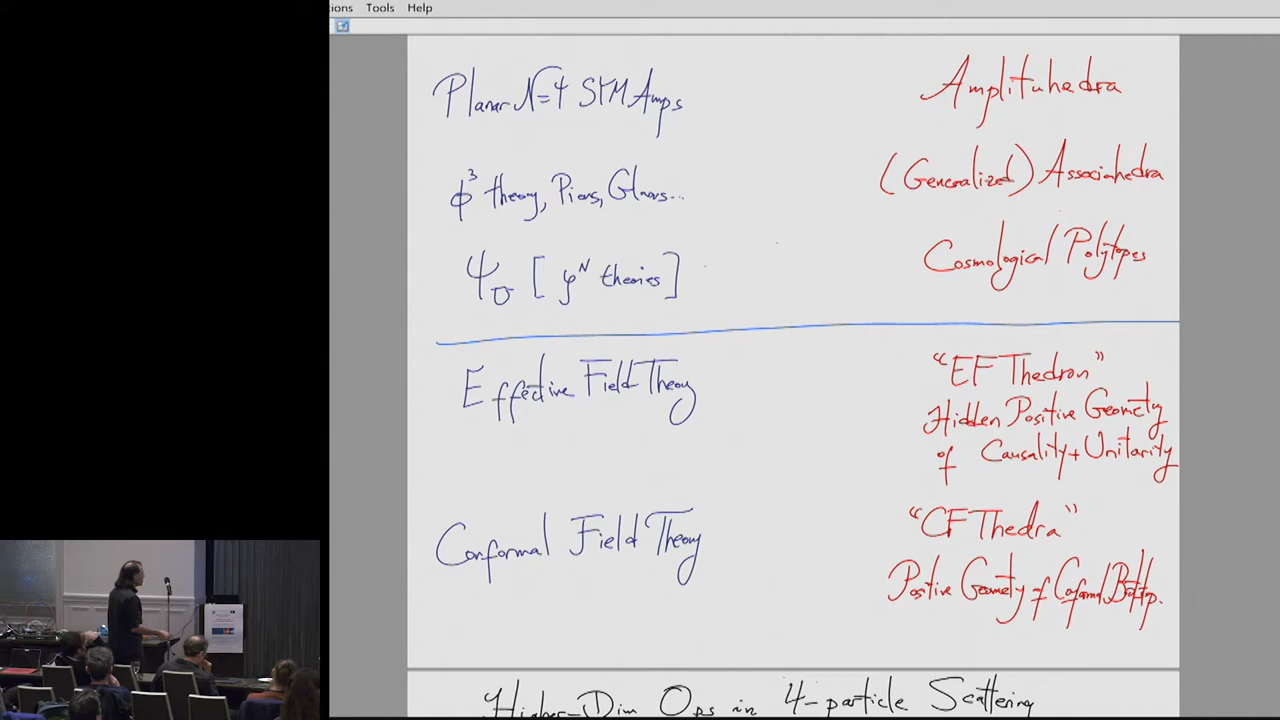 ions Tools Help
Planar N=4 SYM Amps
Amplituhedra
ϕ³ theory, Pions, Gluons...
(Generalized) Associahedra
Ψ_U [φᴺ theories]
Cosmological Polytopes
Effective Field Theory
"EFThedron"
Hidden Positive Geometry
of Causality + Unitarity
Conformal Field Theory
"CFThedra"
Positive Geometry of Conformal Bootstrap.
Higher-Dim Ops in 4-particle Scattering